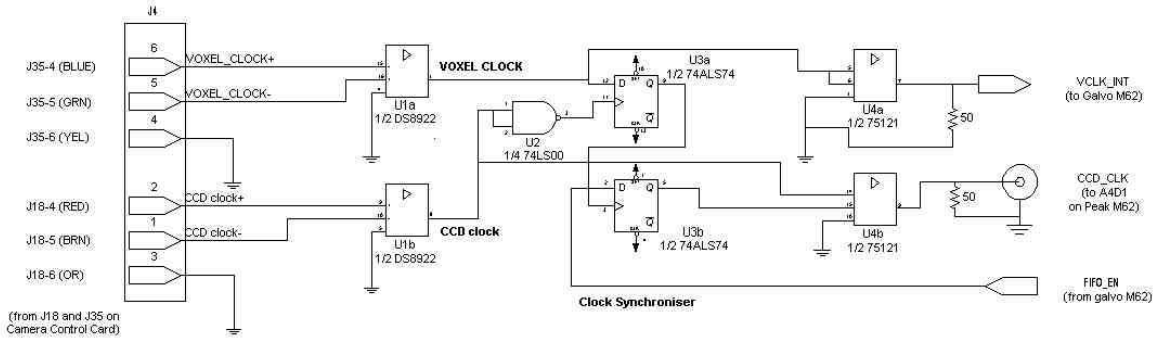 J4
6
J35-4 (BLUE)
VOXEL_CLOCK+
5
J35-5 (GRN)
VOXEL_CLOCK-
4
J35-6 (YEL)
2
J18-4 (RED)
CCD clock+
1
J18-5 (BRN)
CCD clock-
3
J18-6 (OR)
(from J18 and J35 on
Camera Control Card)
U1a
1/2 DS8922
VOXEL CLOCK
U1b
1/2 DS8922
CCD clock
U2
1/4 74LS00
U3a
1/2 74ALS74
D
Q
Q
U3b
1/2 74ALS74
D
Q
Q
Clock Synchroniser
U4a
1/2 75121
50
VCLK_INT
(to Galvo M62)
U4b
1/2 75121
50
CCD_CLK
(to A4D1
on Peak M62)
FIFO_EN
(from galvo M62)